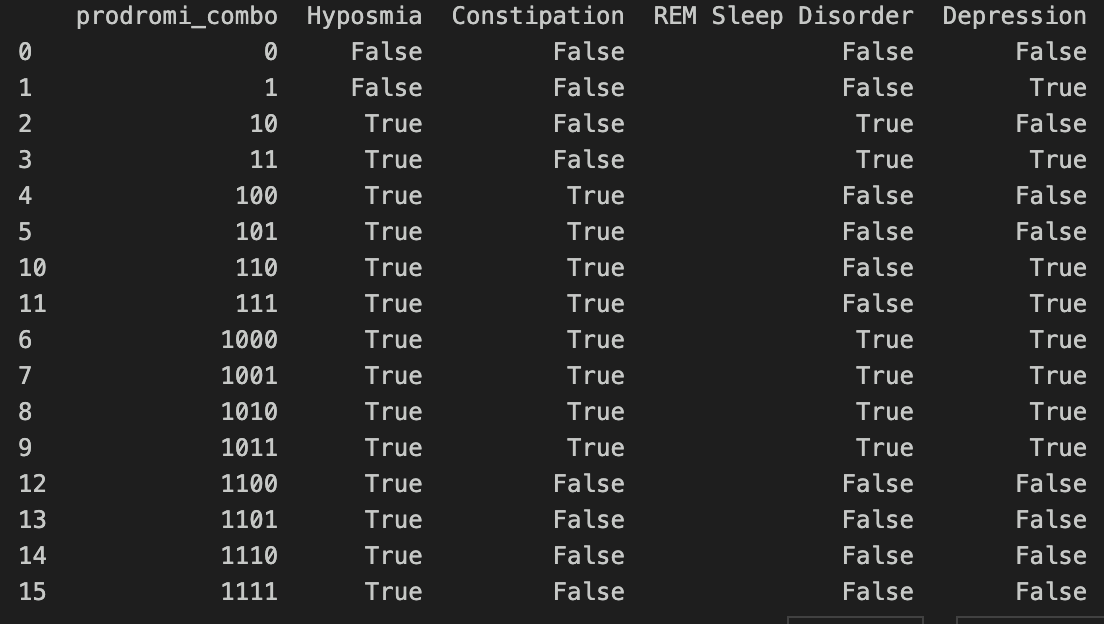 prodromi_combo Hyposmia Constipation REM Sleep Disorder Depression
0 0 False False False False
1 1 False False False True
2 10 True False True False
3 11 True False True True
4 100 True True False False
5 101 True True False False
10 110 True True False True
11 111 True True False True
6 1000 True True True True
7 1001 True True True True
8 1010 True True True True
9 1011 True True True True
12 1100 True False False False
13 1101 True False False False
14 1110 True False False False
15 1111 True False False False